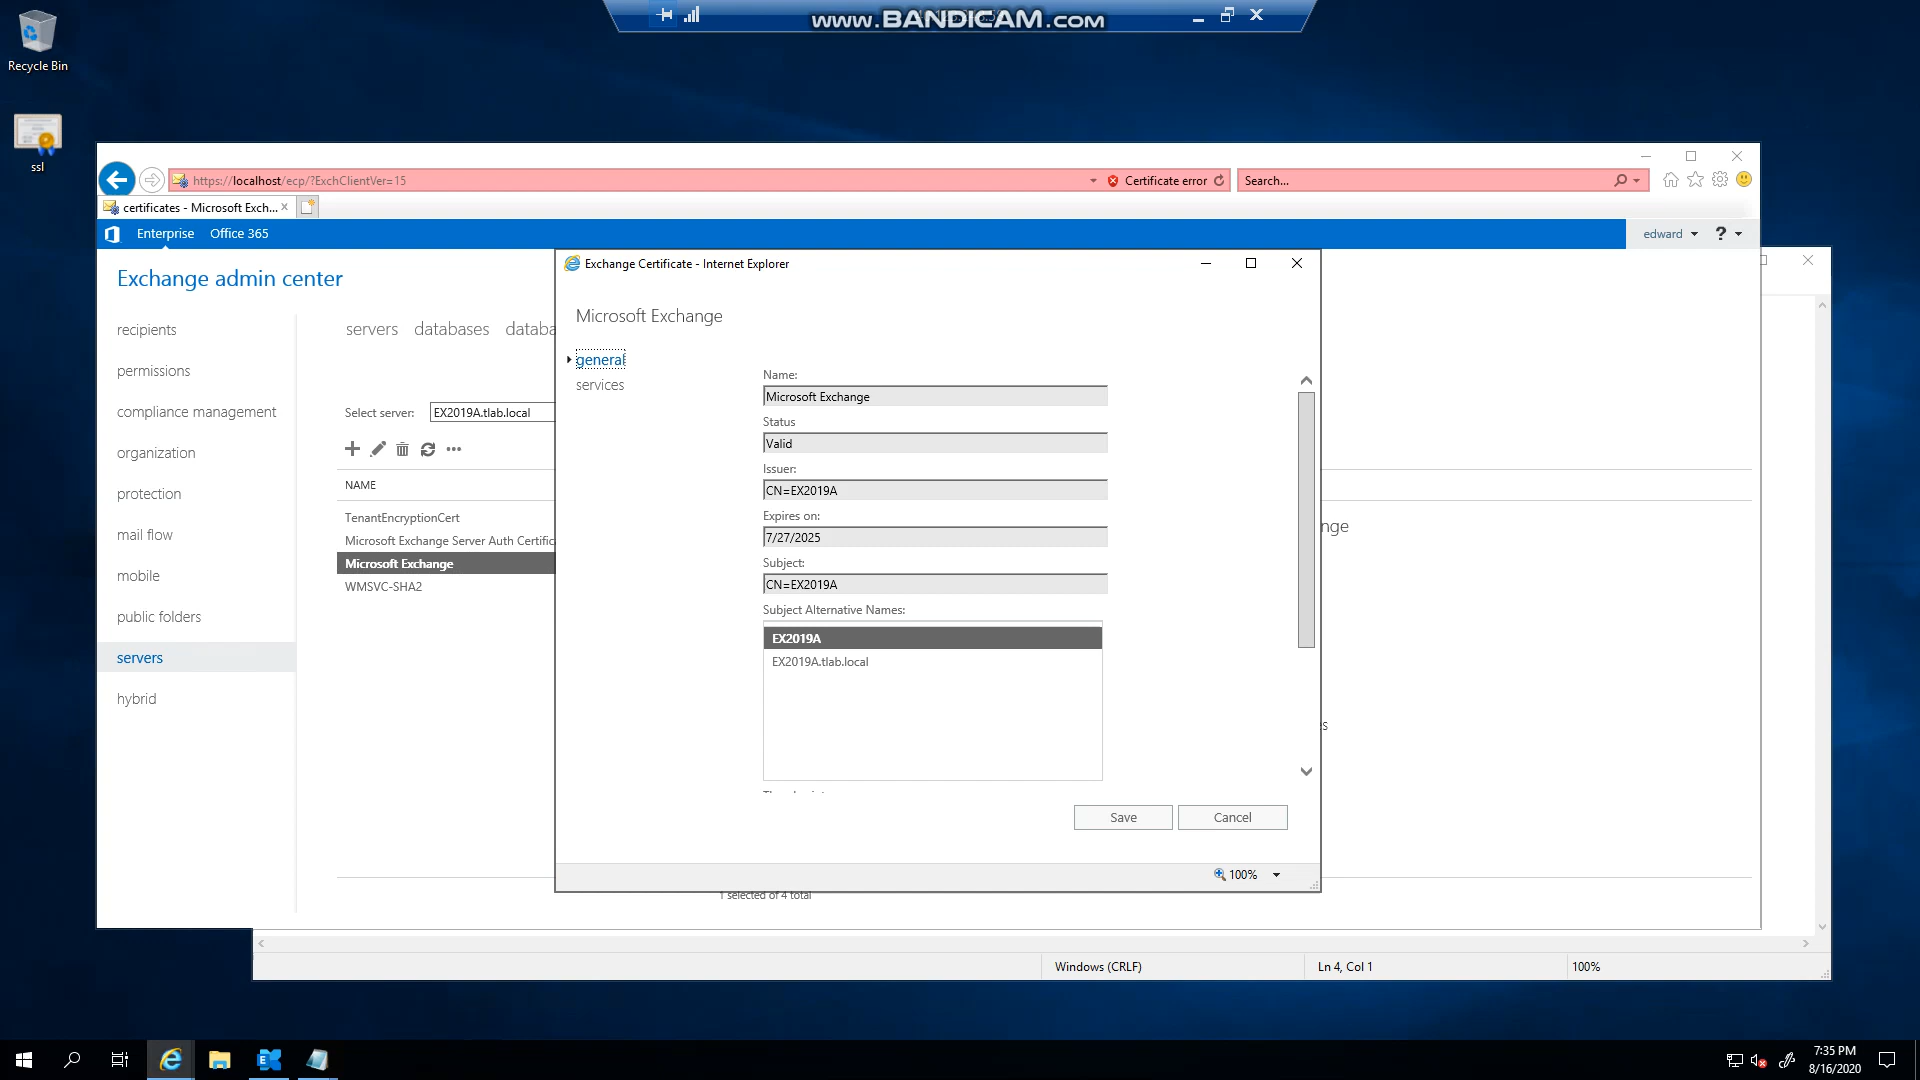 www.BANDICAM.com
Recycle Bin
ssl
https://localhost/ecp/?ExchClientVer=15
Certificate error
Search...
certificates - Microsoft Exch...
Enterprise
Office 365
edward
?
Exchange admin center
recipients
permissions
compliance management
organization
protection
mail flow
mobile
public folders
servers
hybrid
servers
databases
databa
Select server:
EX2019A.tlab.local
NAME
TenantEncryptionCert
Microsoft Exchange Server Auth Certific
Microsoft Exchange
WMSVC-SHA2
1 selected of 4 total
Exchange Certificate - Internet Explorer
Microsoft Exchange
general
services
Name:
Microsoft Exchange
Status
Valid
Issuer:
CN=EX2019A
Expires on:
7/27/2025
Subject:
CN=EX2019A
Subject Alternative Names:
EX2019A
EX2019A.tlab.local
Save
Cancel
100%
nge
Windows (CRLF)
Ln 4, Col 1
100%
7:35 PM
8/16/2020